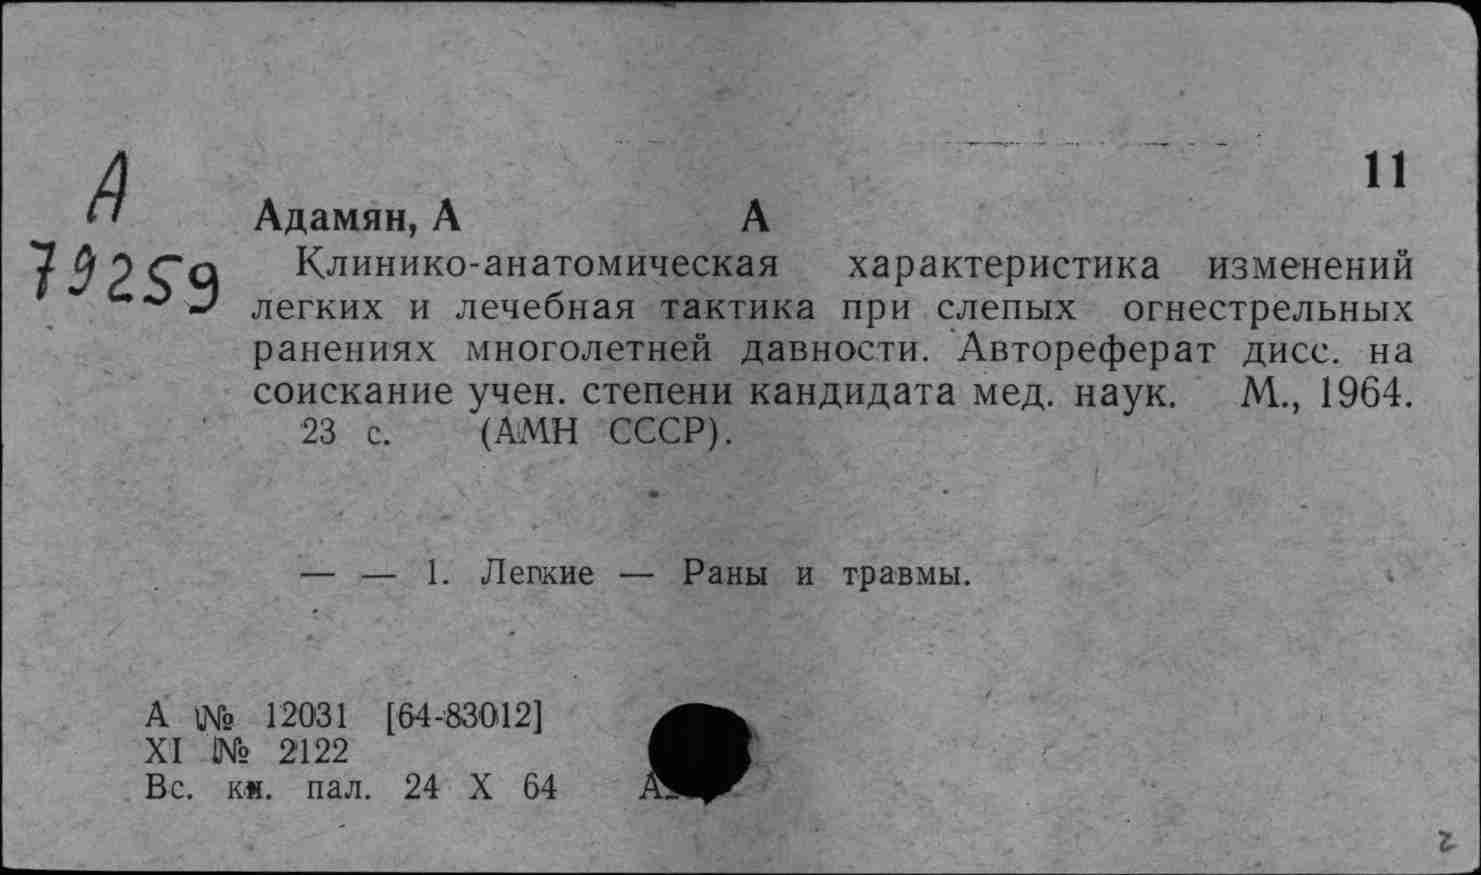 11
А
79259
Адамян, А А
Клинико-анатомическая характеристика изменений
легких и лечебная тактика при слепых огнестрельных
ранениях многолетней давности. Автореферат дисс. на
соискание учен. степени кандидата мед. наук. М., 1964.
23 с. (АМН СССР).
— — 1. Легкие — Раны и травмы.
А № 12031 [64-83012]
XI № 2122
Вс. кн. пал. 24 X 64
г